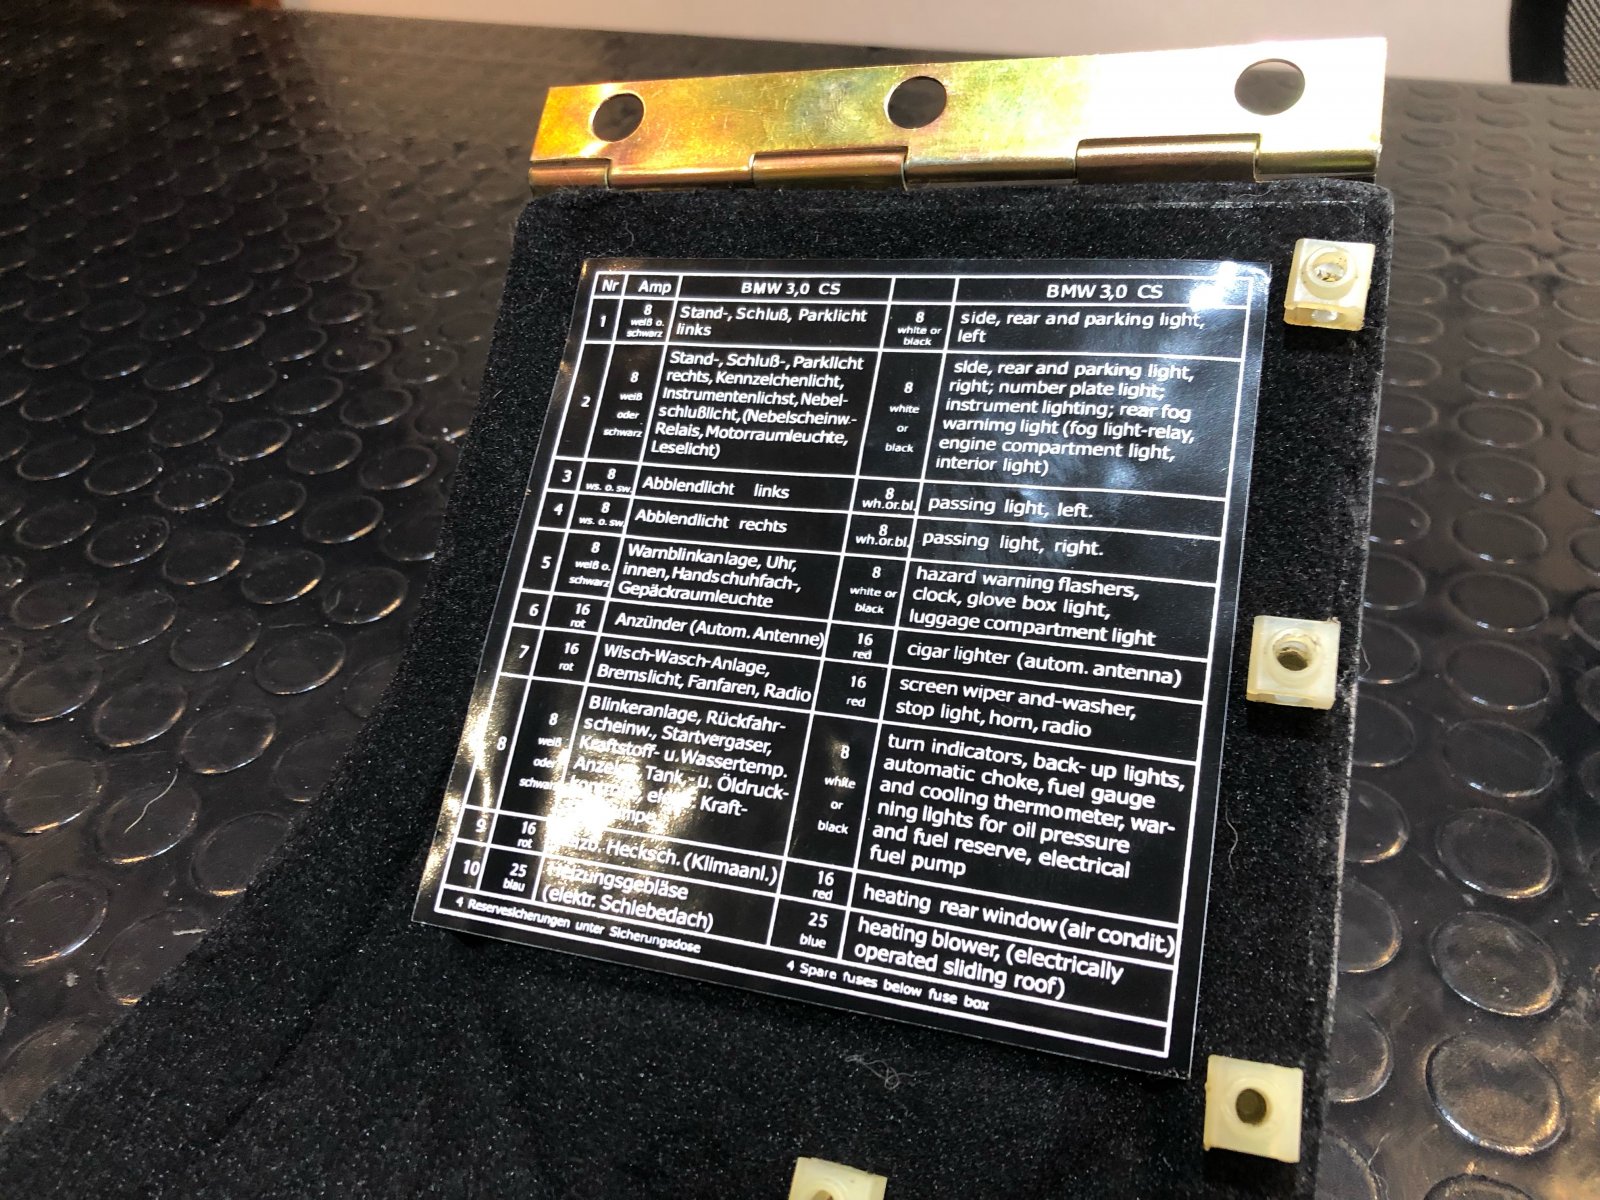 Nr Amp BMW 3,0 CS BMW 3,0 CS
1
8
weiß o.
schwarz
Stand-, Schluß, Parklicht
links
8
white or
black
side, rear and parking light,
left
2
8
weiß
oder
schwarz
Stand-, Schluß-, Parklicht
rechts, Kennzeichenlicht,
Instrumentenlichst, Nebel-
schlußlicht, (Nebelscheinw.-
Relais, Motorraumleuchte,
Leselicht)
8
white
or
black
side, rear and parking light,
right; number plate light;
instrument lighting; rear fog
warnimg light (fog light-relay,
engine compartment light,
interior light)
3
8
ws. o. sw.
Abblendlicht links
8
wh.or.bl.
passing light, left.
4
8
ws. o. sw.
Abblendlicht rechts
8
wh.or.bl.
passing light, right.
5
8
weiß o.
schwarz
Warnblinkanlage, Uhr,
innen, Handschuhfach-,
Gepäckraumleuchte
8
white or
black
hazard warning flashers,
clock, glove box light,
luggage compartment light
6
16
rot
Anzünder (Autom. Antenne)
16
red
cigar lighter (autom. antenna)
7
16
rot
Wisch-Wasch-Anlage,
Bremslicht, Fanfaren, Radio
16
red
screen wiper and-washer,
stop light, horn, radio
8
8
weiß
oder
schwarz
Blinkeranlage, Rückfahr-
scheinw., Startvergaser,
Kraftstoff- u. Wassertemp.
Tank- u. Öldruck-
Kraft-
8
white
or
black
turn indicators, back- up lights,
automatic choke, fuel gauge
and cooling thermometer, war-
ning lights for oil pressure
and fuel reserve, electrical
fuel pump
9
16
rot
Hecksch. (Klimaanl.)
16
red
heating rear window (air condit.)
10
25
blau
Heizungsgebläse
(elektr. Schiebedach)
25
blue
heating blower, (electrically
operated sliding roof)
4 Reservesicherungen unter Sicherungsdose
4 Spare fuses below fuse box